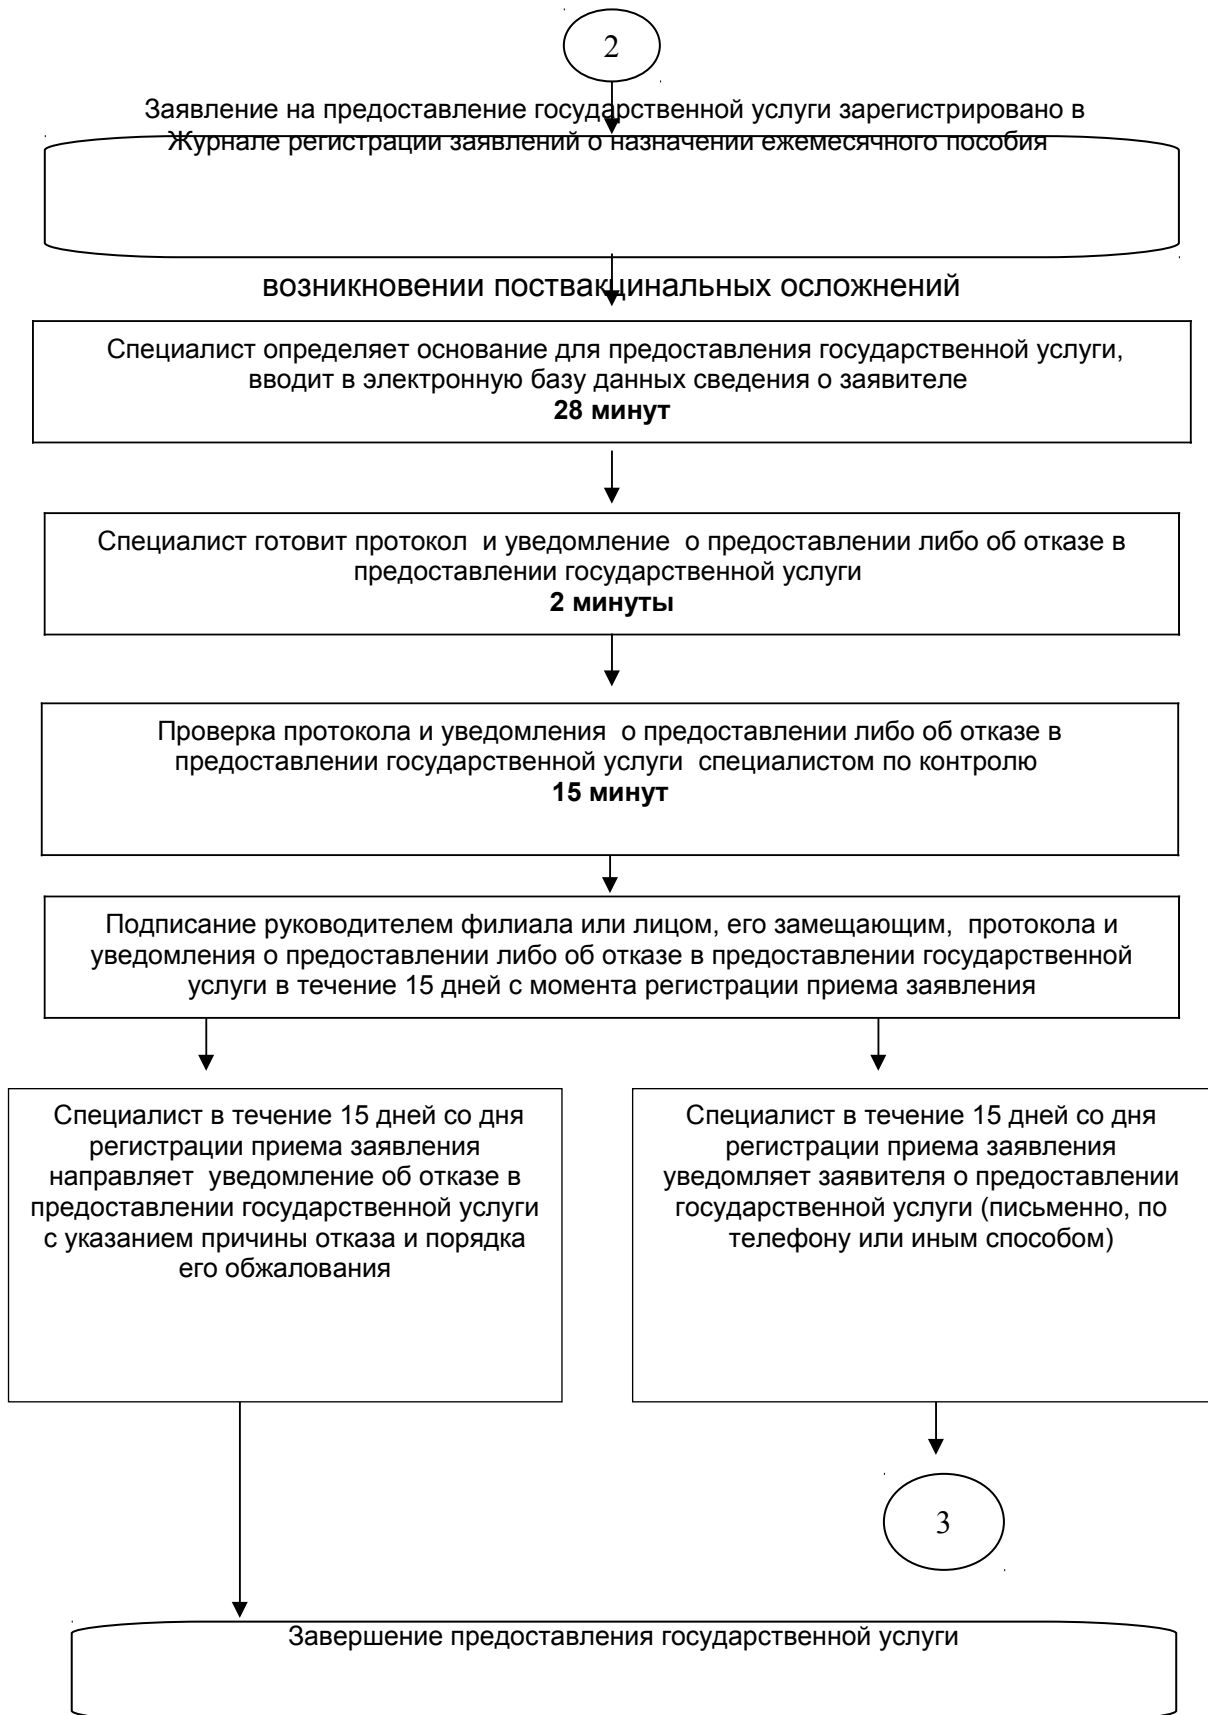 2
Заявление на предоставление государственной услуги зарегистрировано в
Журнале регистрации заявлений о назначении ежемесячного пособия
возникновении поствакцинальных осложнений
Специалист определяет основание для предоставления государственной услуги,
вводит в электронную базу данных сведения о заявителе
28 минут
Специалист готовит протокол и уведомление о предоставлении либо об отказе в
предоставлении государственной услуги
2 минуты
Проверка протокола и уведомления о предоставлении либо об отказе в
предоставлении государственной услуги специалистом по контролю
15 минут
Подписание руководителем филиала или лицом, его замещающим, протокола и
уведомления о предоставлении либо об отказе в предоставлении государственной
услуги в течение 15 дней с момента регистрации приема заявления
Специалист в течение 15 дней со дня
регистрации приема заявления
направляет уведомление об отказе в
предоставлении государственной услуги
с указанием причины отказа и порядка
его обжалования
Специалист в течение 15 дней со дня
регистрации приема заявления
уведомляет заявителя о предоставлении
государственной услуги (письменно, по
телефону или иным способом)
3
Завершение предоставления государственной услуги